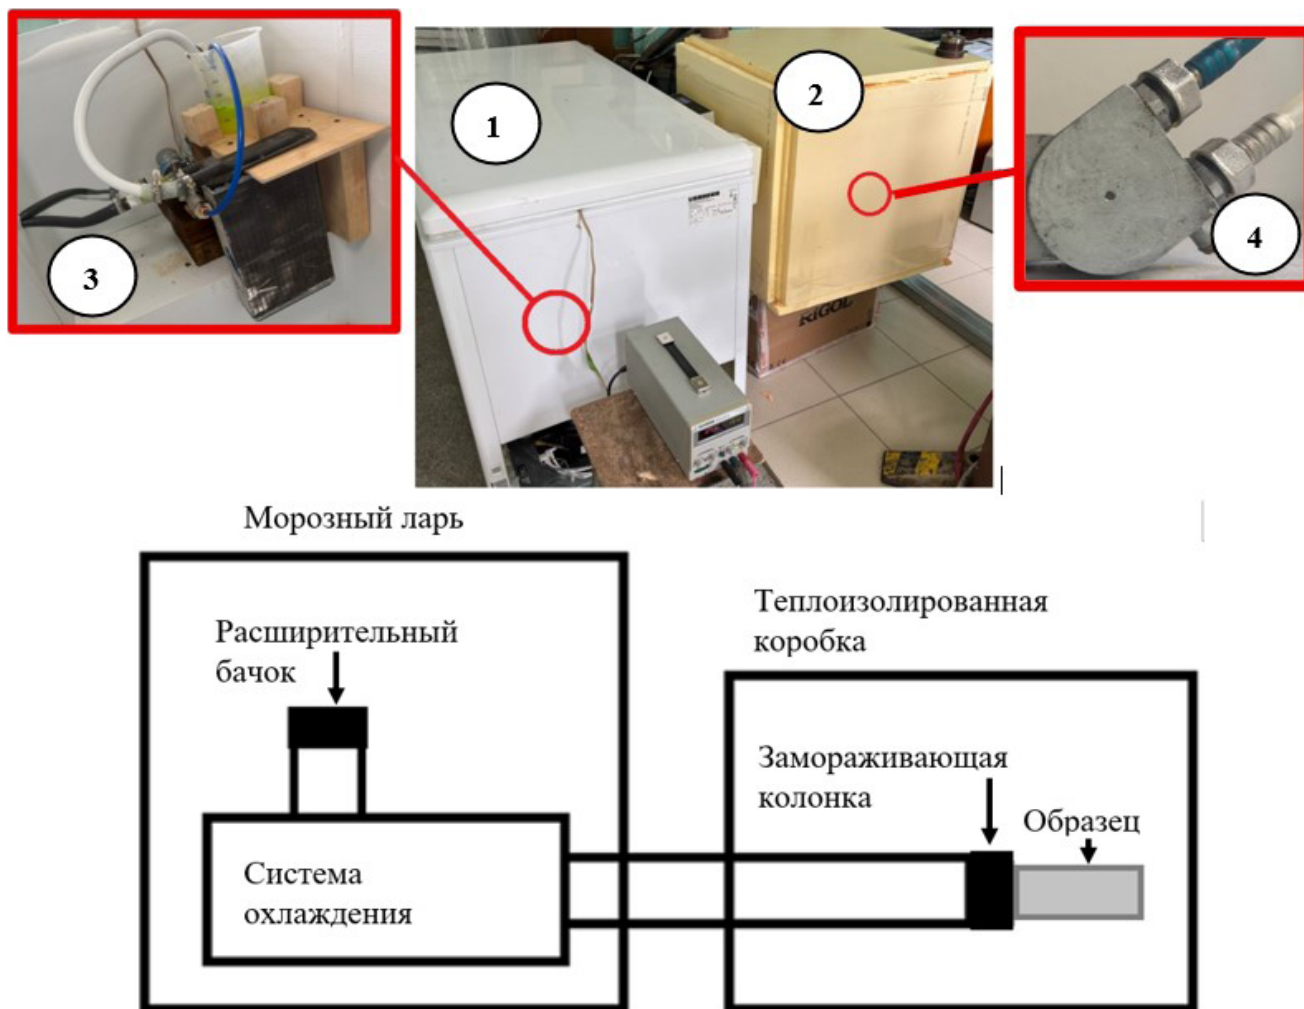 1
2
3
4
RIGOL
Морозный ларь
Расширительный
бачок
Система
охлаждения
Теплоизолированная
коробка
Замораживающая
колонка
Образец